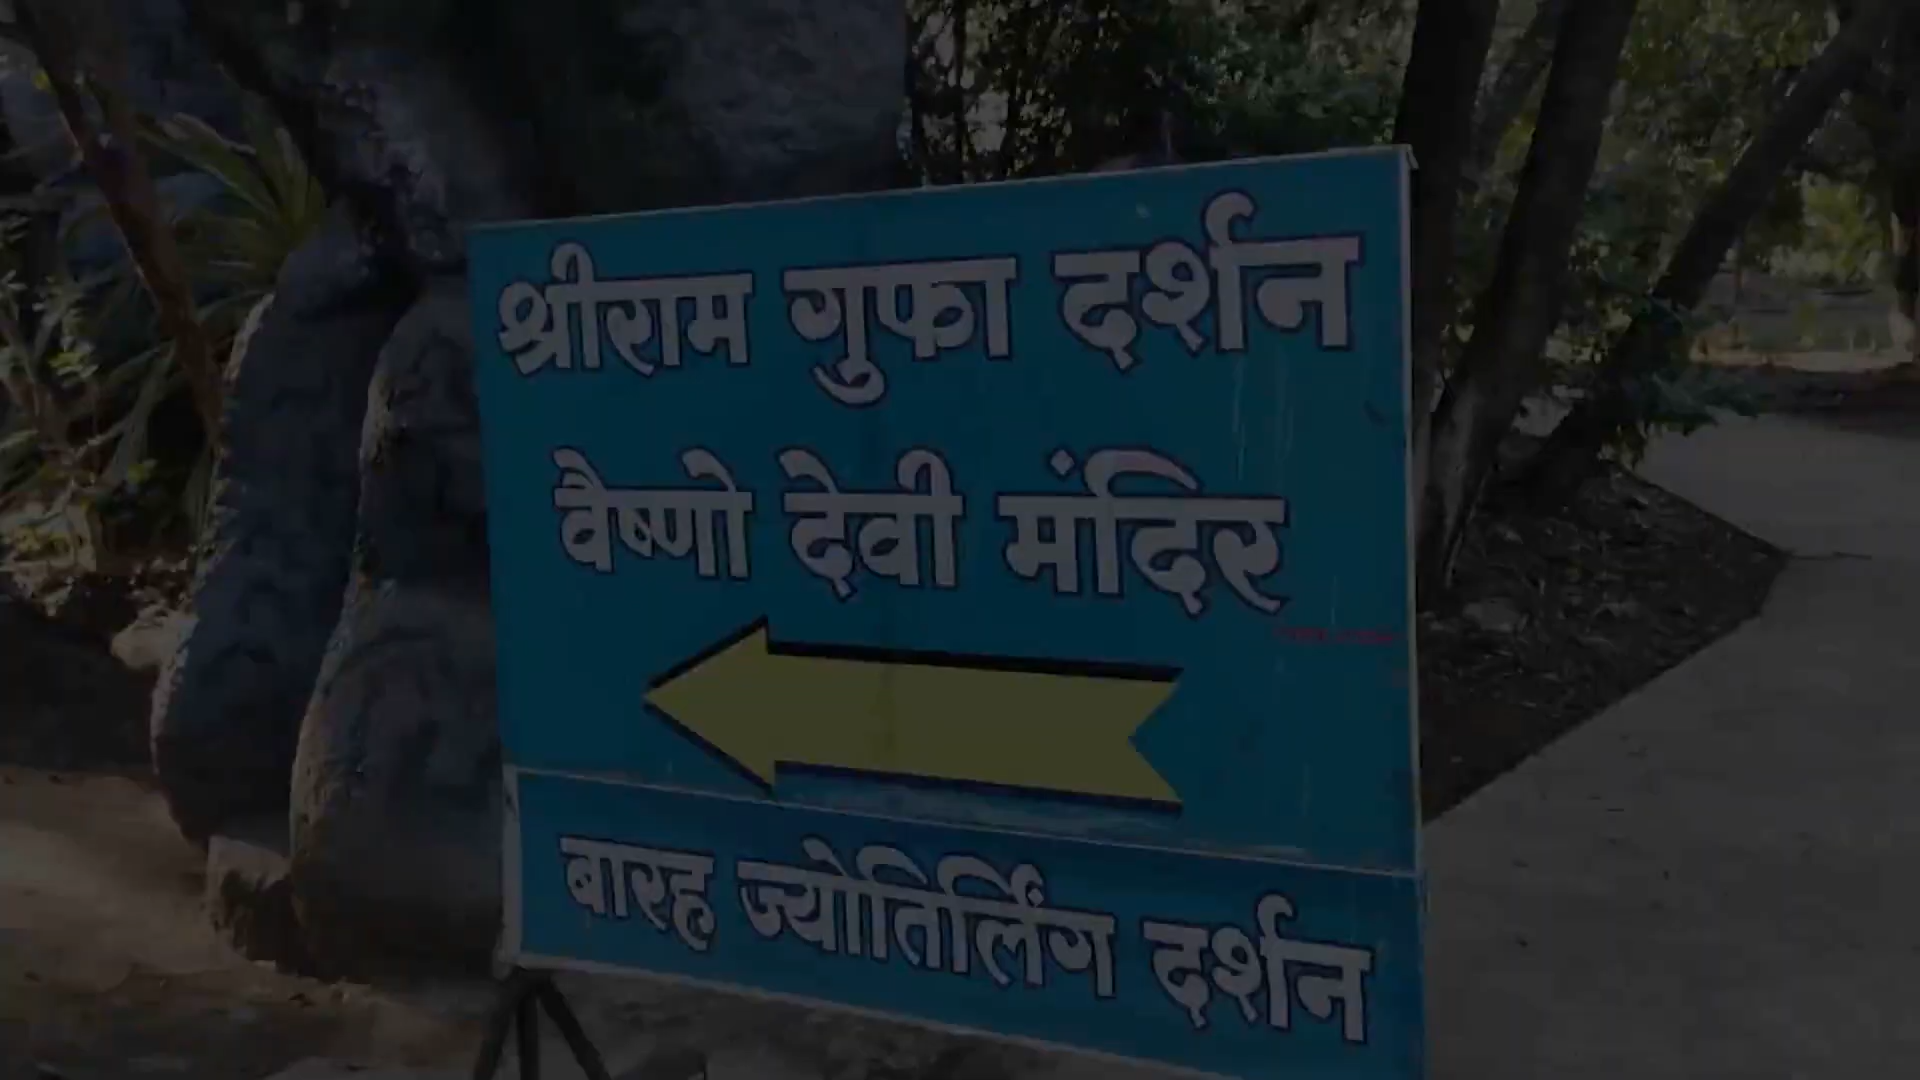 श्रीराम गुफा दर्शन
वैष्णो देवी मंदिर
बारह ज्योतिर्लिंग दर्शन